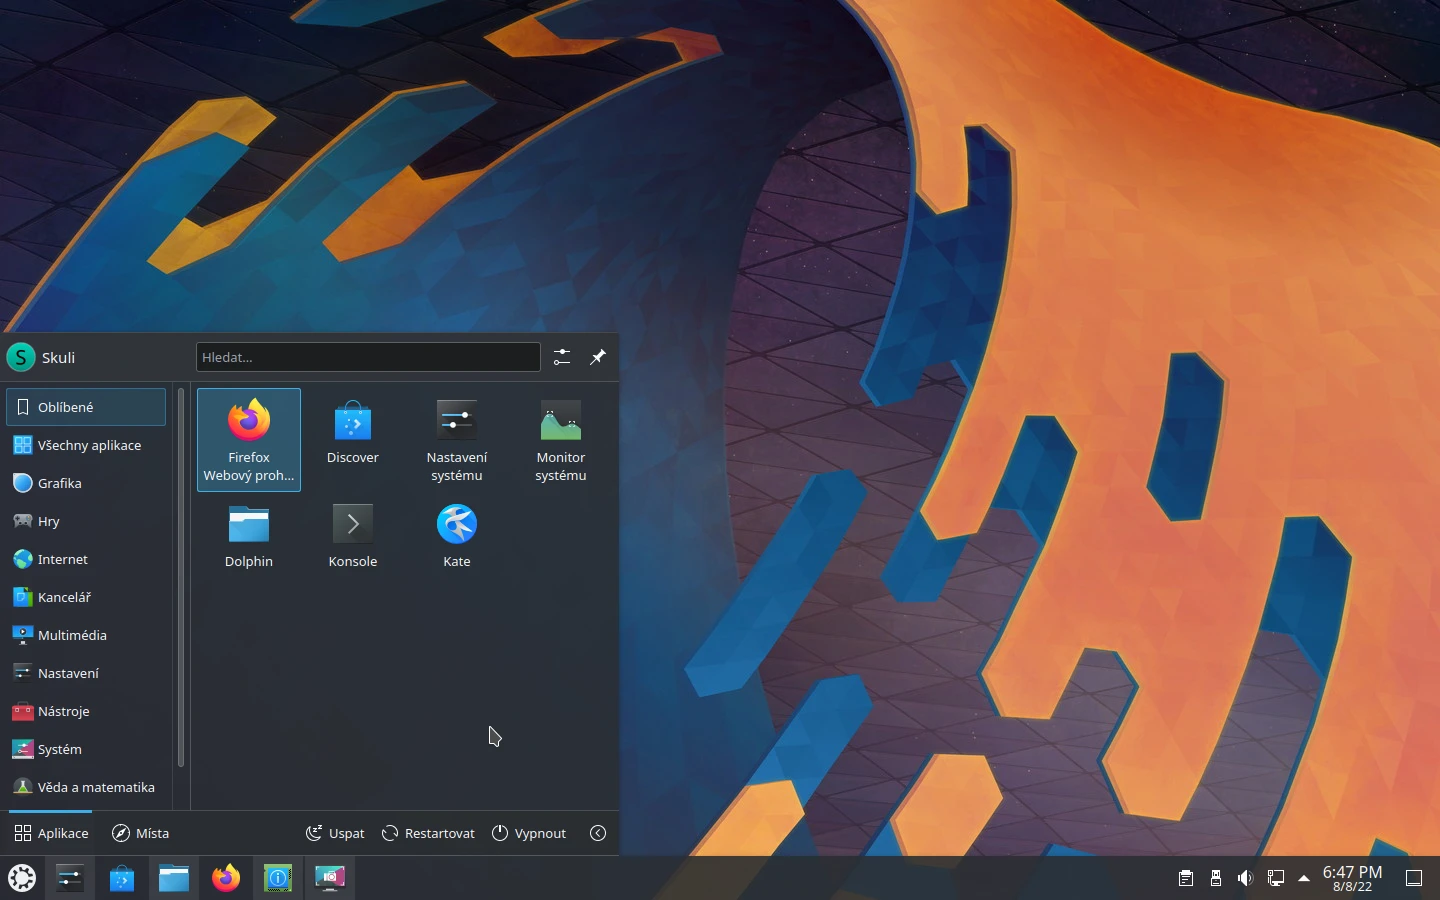 S
Skuli
Hledat...
Oblíbené
Všechny aplikace
Grafika
Hry
Internet
Kancelář
Multimédia
Nastavení
Nástroje
Systém
Věda a matematika
Firefox
Webový proh...
Discover
Nastavení
systému
Monitor
systému
Dolphin
Konsole
Kate
Aplikace
Místa
Uspat
Restartovat
Vypnout
6:47 PM
8/8/22